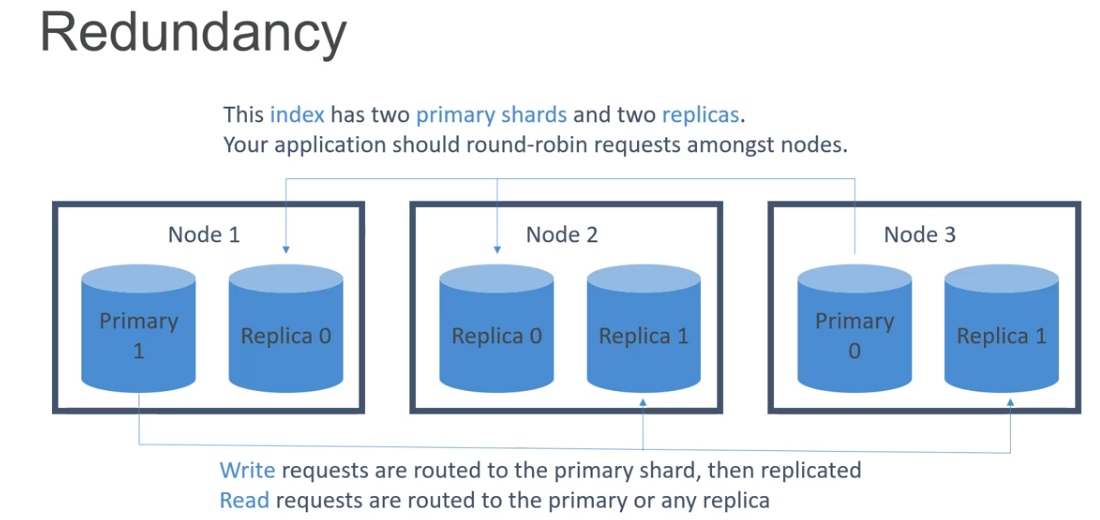 Redundancy
This index has two primary shards and two replicas.
Your application should round-robin requests amongst nodes.
Node 1
Primary
1
Replica 0
Node 2
Replica 0
Replica 1
Node 3
Primary
0
Replica 1
Write requests are routed to the primary shard, then replicated
Read requests are routed to the primary or any replica